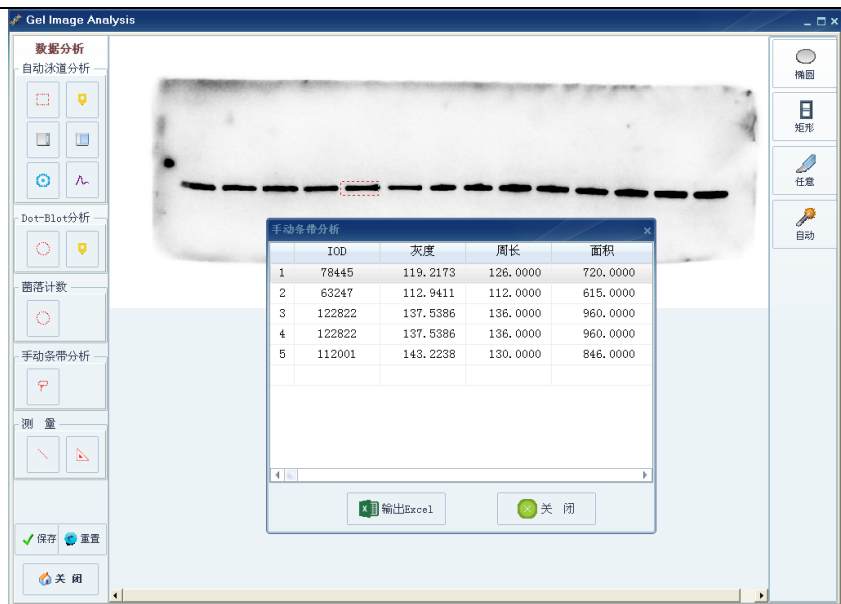 Gel Image Analysis
数据分析
自动泳道分析
Dot-Blot分析
菌落计数
手动条带分析
测 量
保存 重置
关 闭
椭圆
矩形
任意
自动
手动条带分析
IOD 灰度 周长 面积
1 78445 119.2173 126.0000 720.0000
2 63247 112.9411 112.0000 615.0000
3 122822 137.5386 136.0000 960.0000
4 122822 137.5386 136.0000 960.0000
5 112001 143.2238 130.0000 846.0000
输出Excel 关 闭